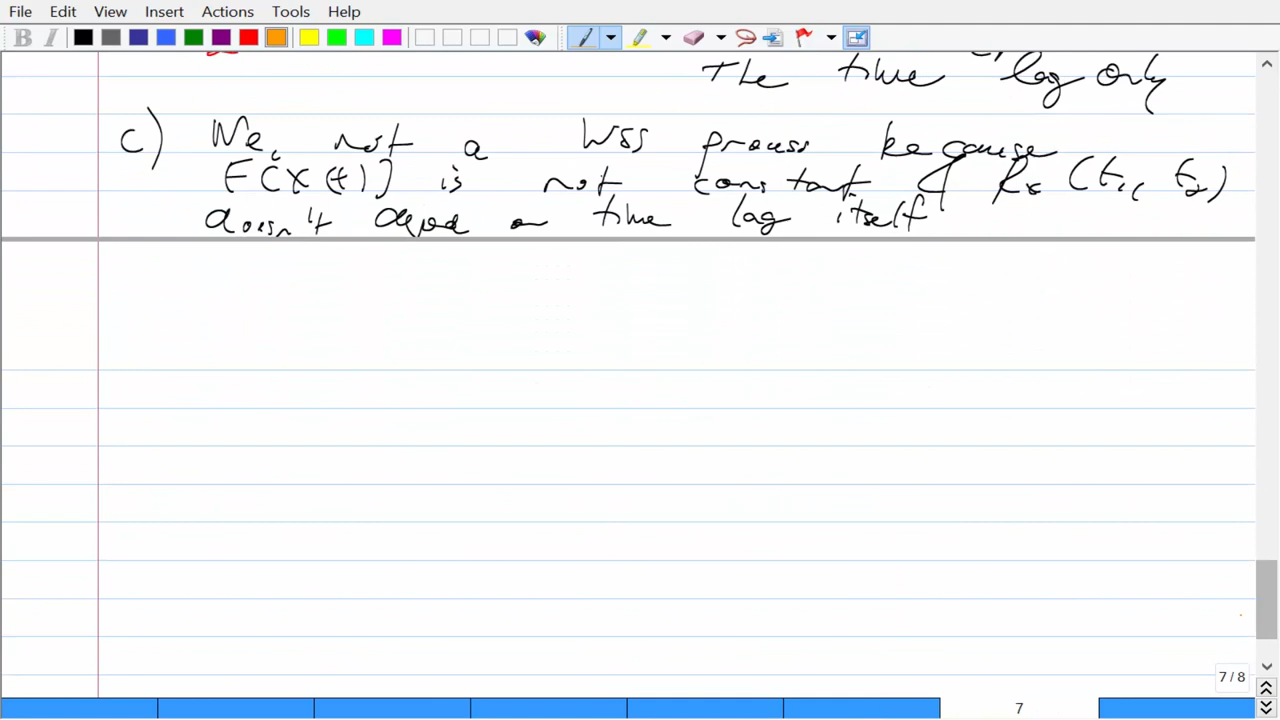 File Edit View Insert Actions Tools Help
B I
The time lag only
c) not a WSS process because
E[X(t)] is not constant & Rx(t1, t2)
doesn't depend on time lag itself
7 / 8
7